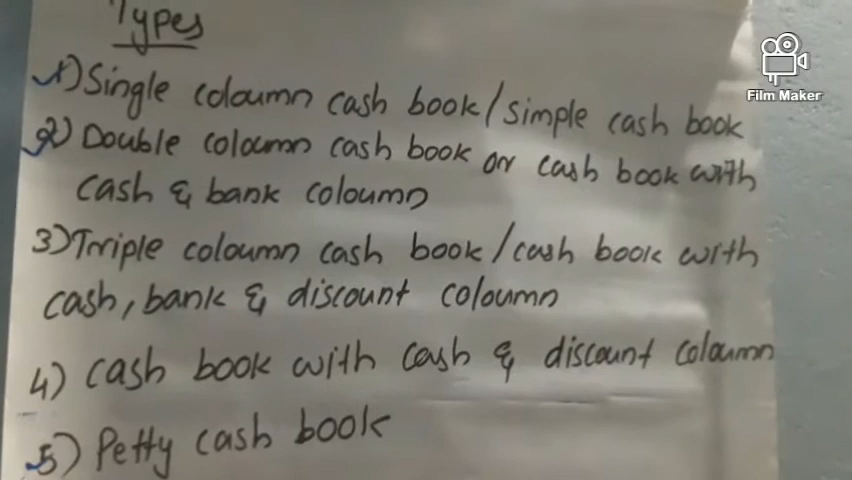 Types
1) Single coloumn cash book/simple cash book
2) Double coloumn cash book or cash book with
cash & bank coloumn
3) Triple coloumn cash book/cash book with
cash, bank & discount coloumn
4) cash book with cash & discount coloumn
5) Petty cash book
Film Maker